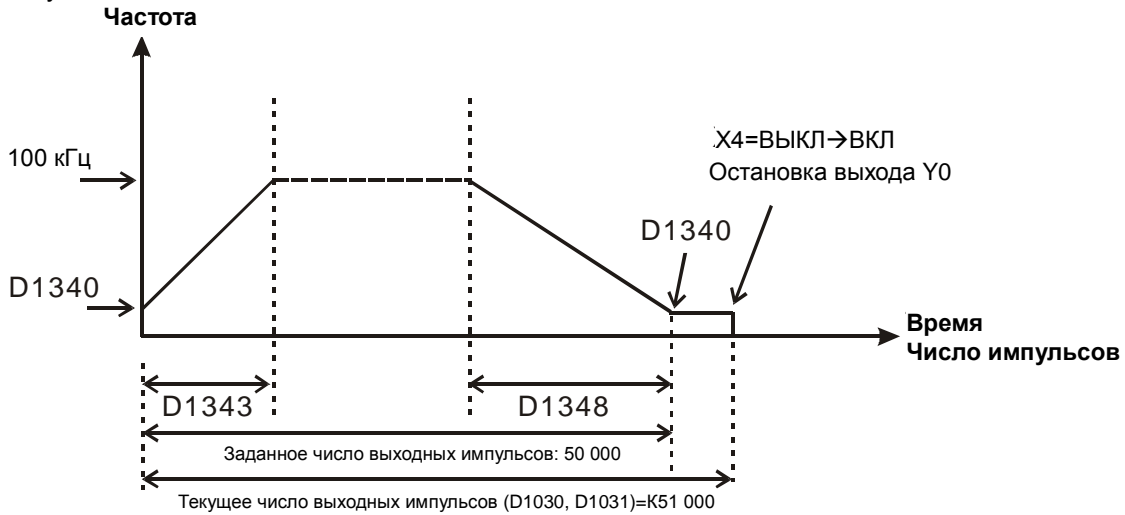 Частота
100 кГц
X4=ВЫКЛ→ВКЛ
Остановка выхода Y0
D1340
D1340
Время
Число импульсов
D1343
D1348
Заданное число выходных импульсов: 50 000
Текущее число выходных импульсов (D1030, D1031)=К51 000